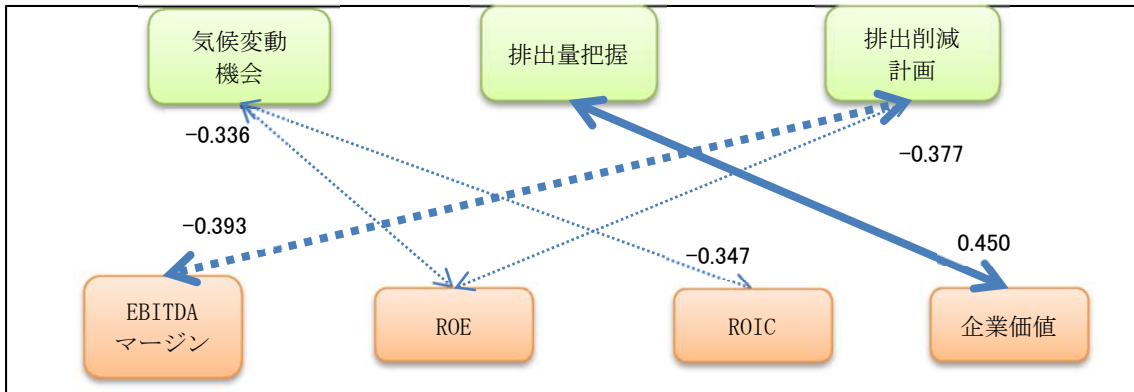 気候変動
機会
排出量把握
排出削減
計画
−0.336
−0.377
−0.393
−0.347
0.450
EBITDA
マージン
ROE
ROIC
企業価値